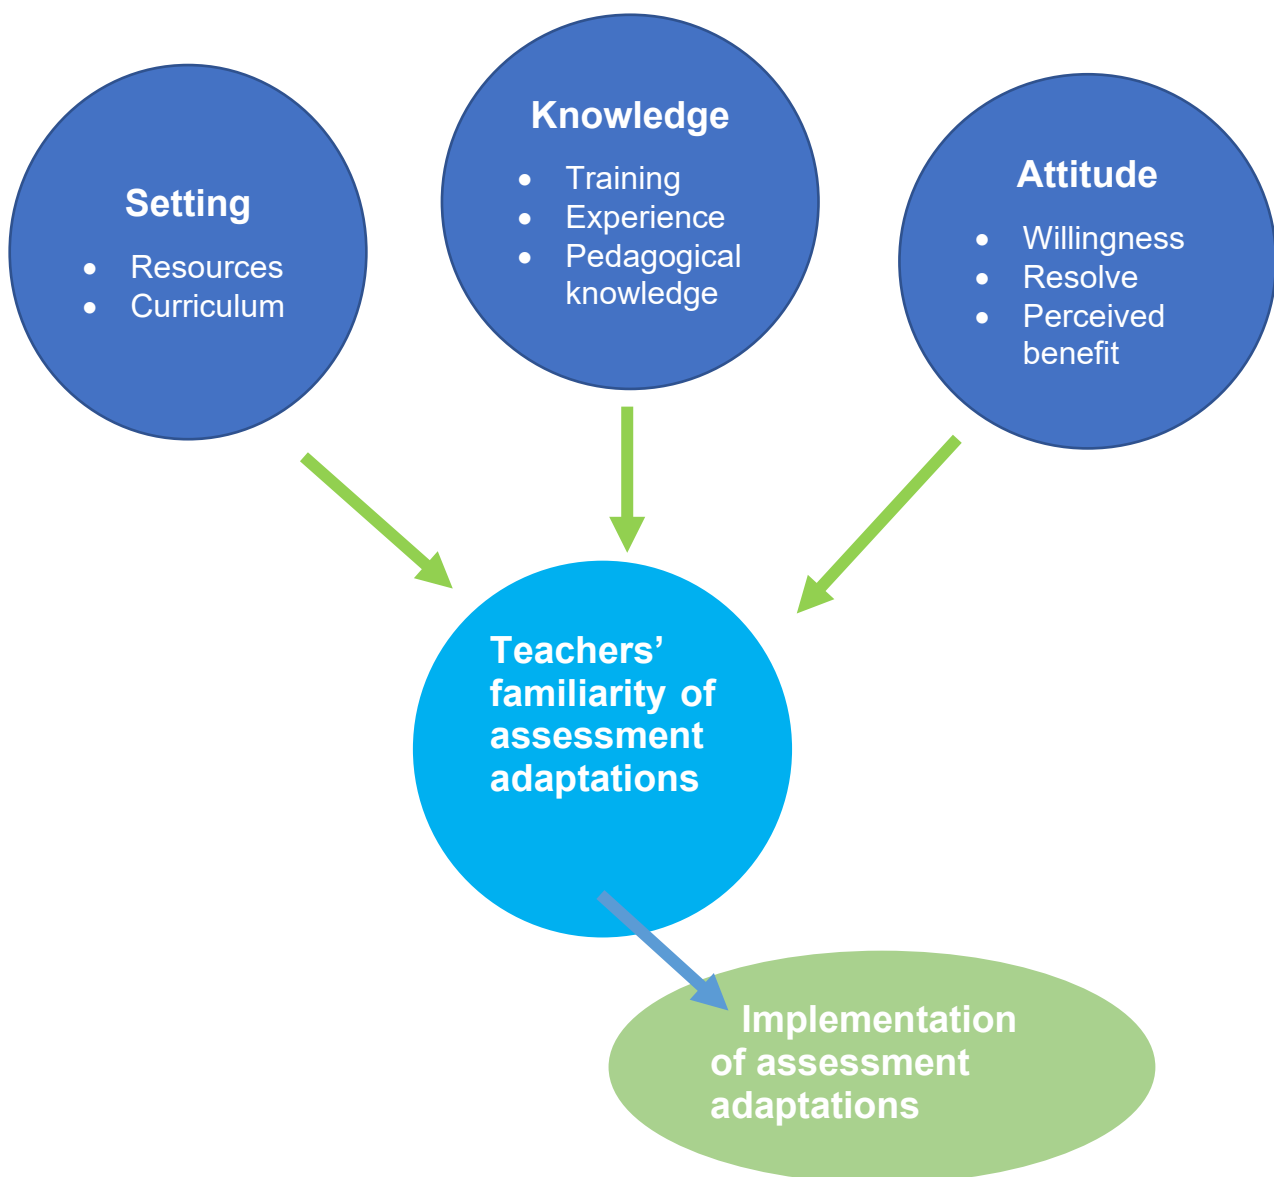 Setting
• Resources
• Curriculum
Knowledge
• Training
• Experience
• Pedagogical
knowledge
Attitude
• Willingness
• Resolve
• Perceived
benefit
Teachers’
familiarity of
assessment
adaptations
Implementation
of assessment
adaptations